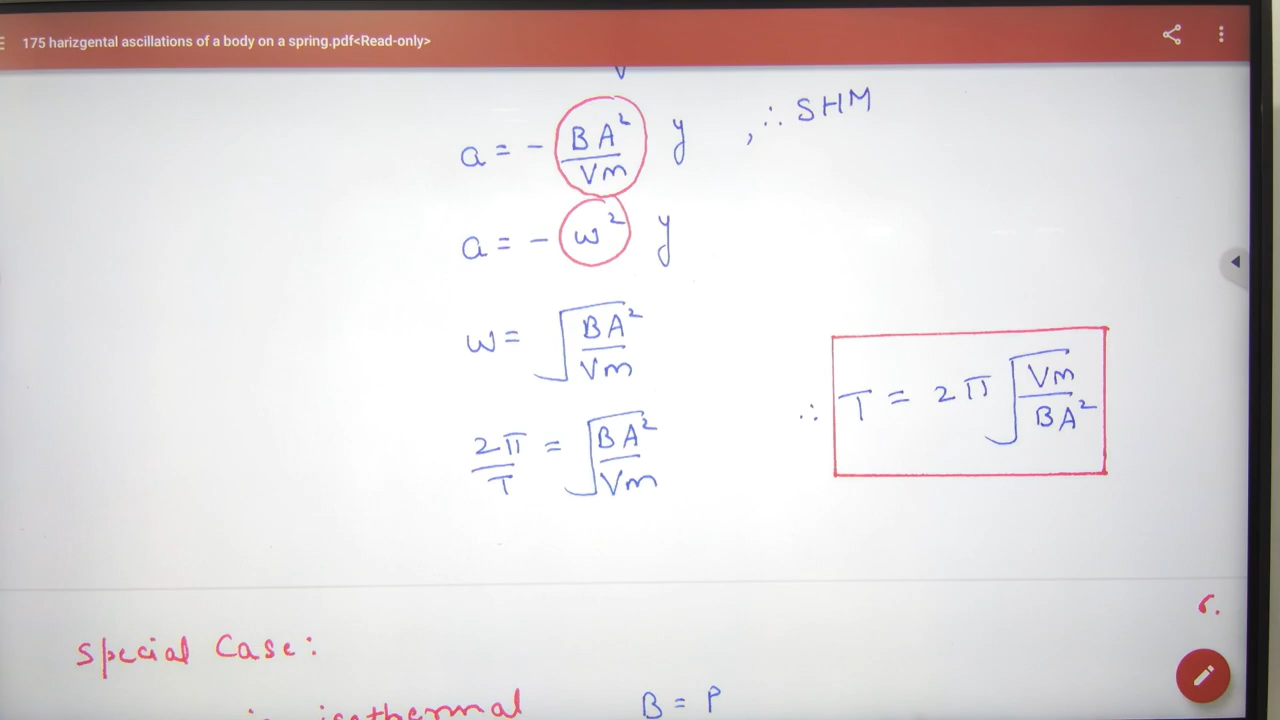 175 harizgental ascillations of a body on a spring.pdf<Read-only>
V
a = - BA²/Vm y , ∴ SHM
a = - ω² y
ω = √(BA²/Vm)
2π/T = √(BA²/Vm)
∴ T = 2π √(Vm/BA²)
6.
Special Case:
isothermal B = P